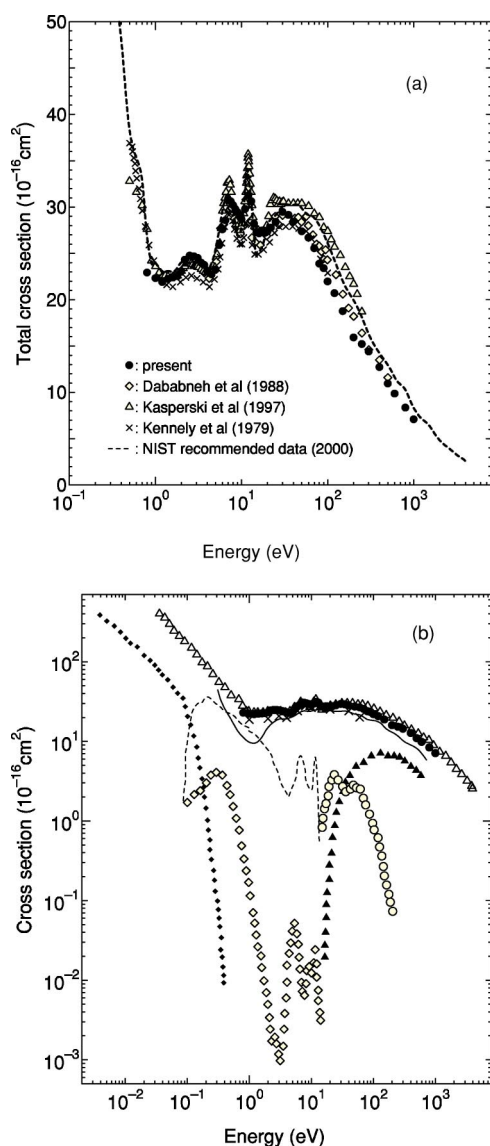 50
40
30
20
10
0
10⁻¹ 10⁰ 10¹ 10² 10³
Total cross section (10⁻¹⁶cm²)
(a)
●: present
◇: Dababneh et al (1988)
△: Kasperski et al (1997)
×: Kennely et al (1979)
----: NIST recommended data (2000)
Energy (eV)
(b)
10²
10¹
10⁰
10⁻¹
10⁻²
10⁻³
Cross section (10⁻¹⁶cm²)
10⁻² 10⁻¹ 10⁰ 10¹ 10² 10³
Energy (eV)